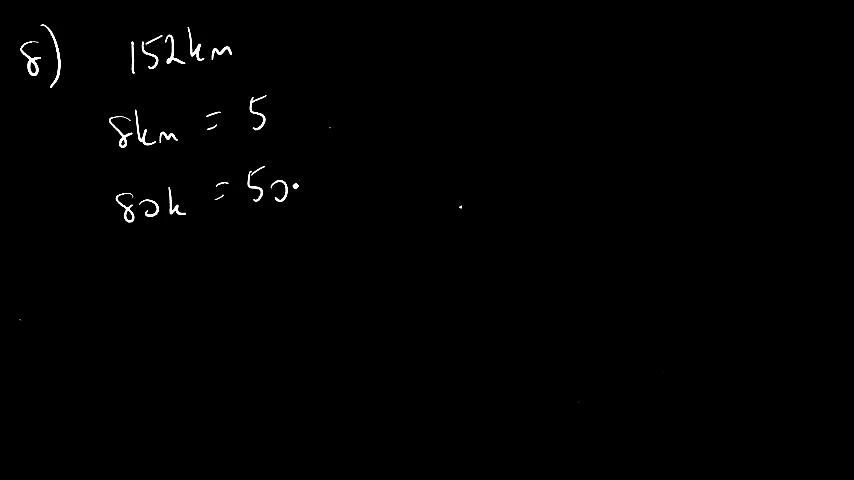 8) 152km
8km = 5
80k = 50